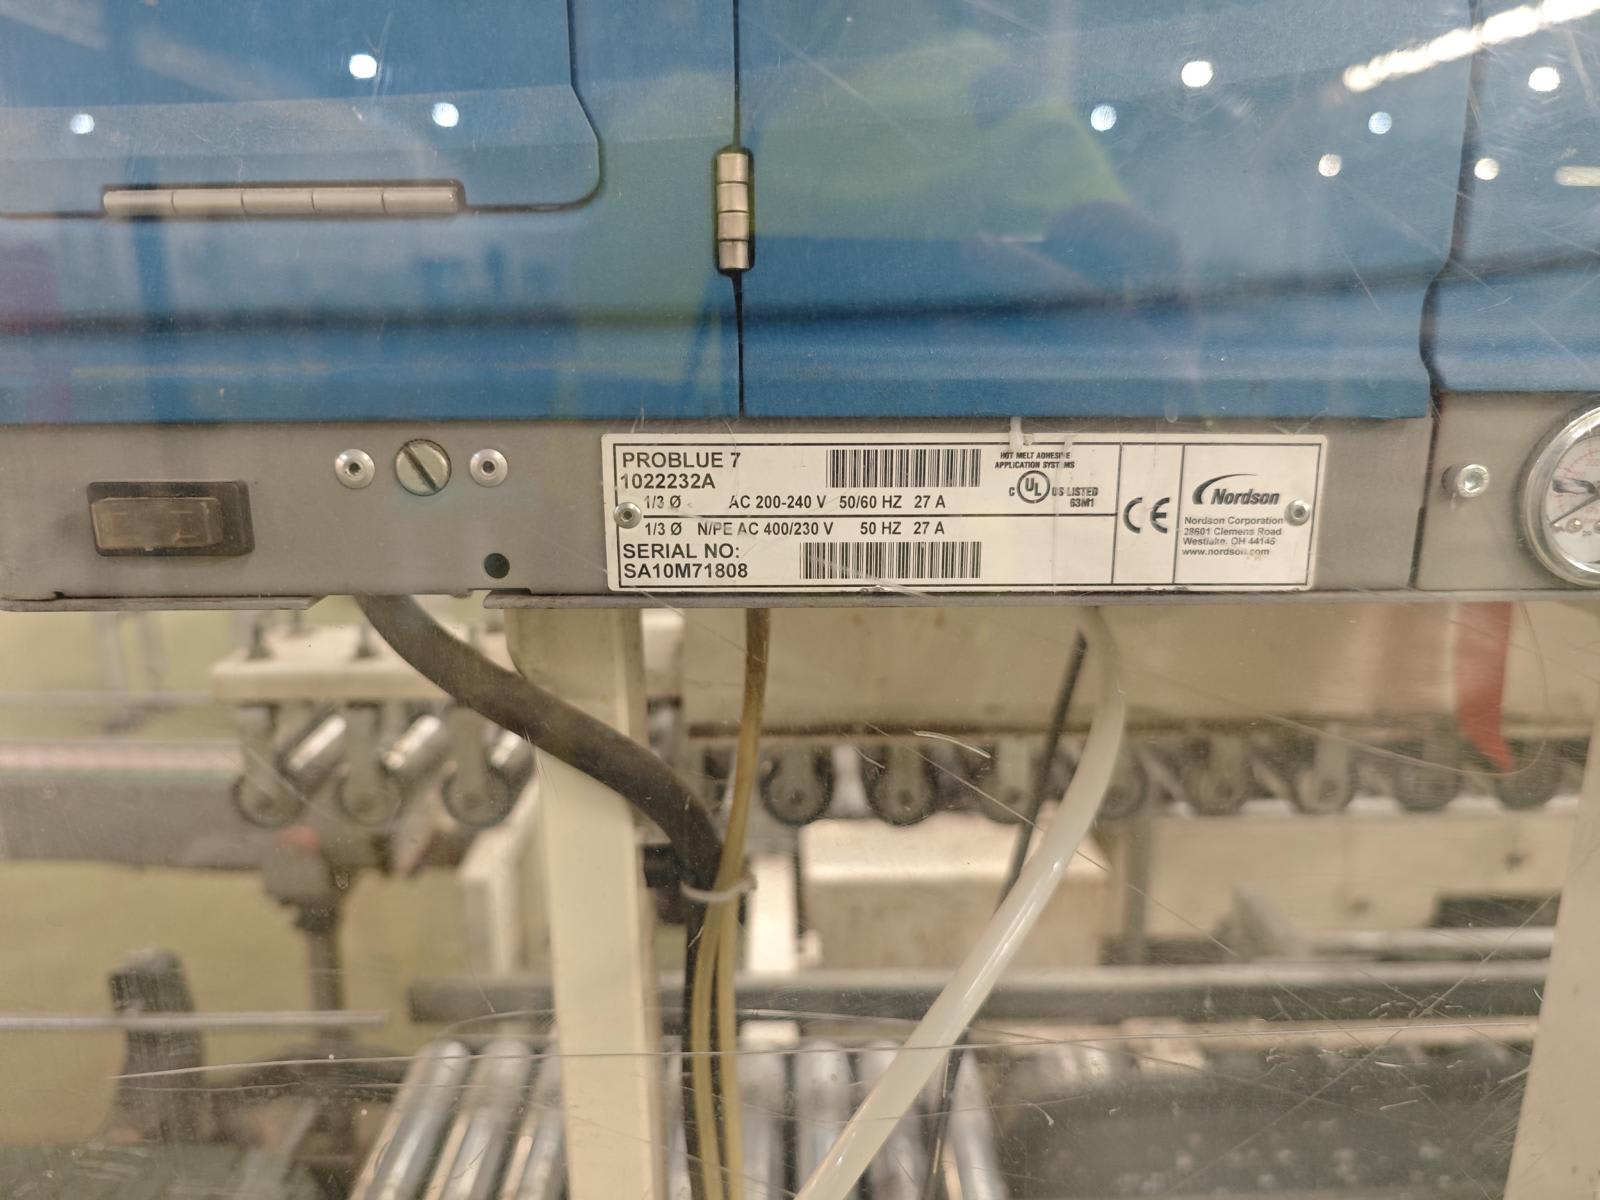 PROBLUE 7
1022232A
1/3 Ø AC 200-240 V 50/60 HZ 27 A
1/3 Ø N/PE AC 400/230 V 50 HZ 27 A
SERIAL NO:
SA10M71808
HOT MELT ADHESIVE
APPLICATION SYSTEMS
C UL US LISTED
63M1
CE
Nordson
Nordson Corporation
28601 Clemens Road
Westlake, OH 44145
www.nordson.com